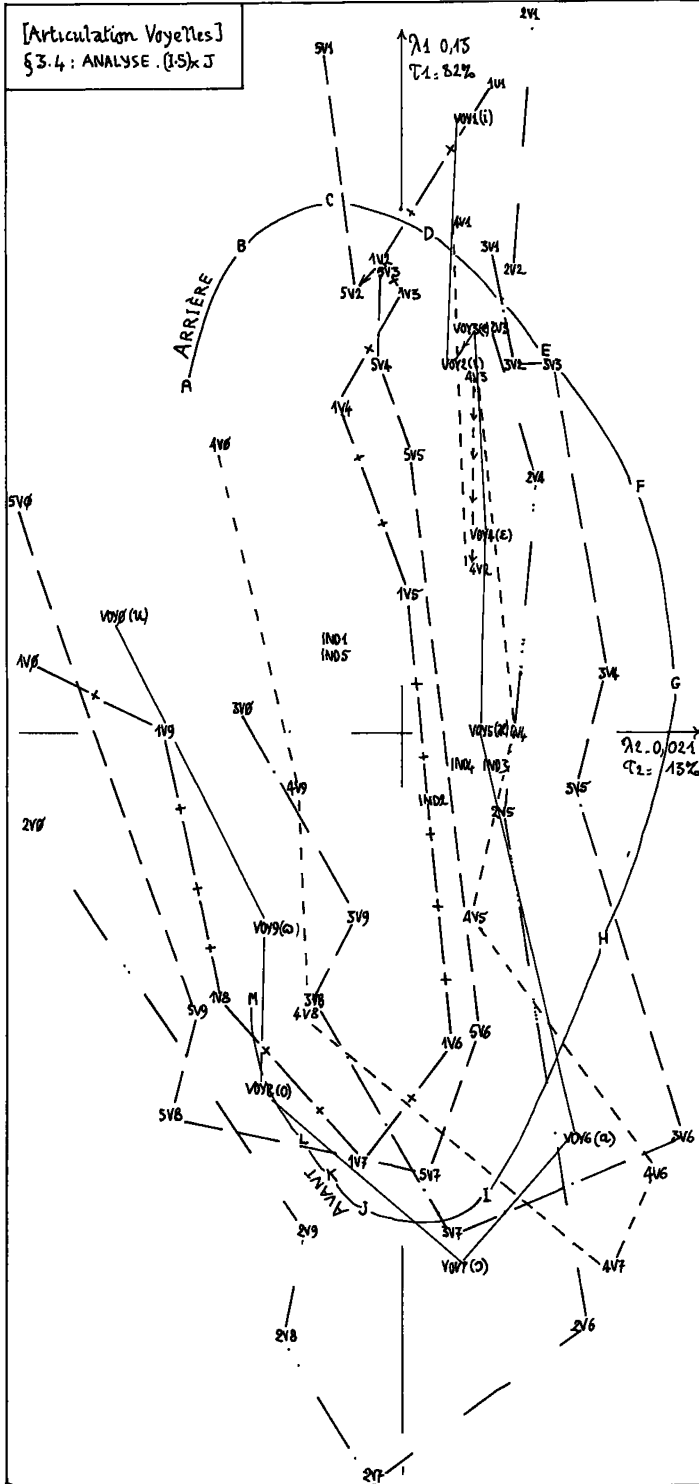 [Articulation Voyelles]
§3.4 : ANALYSE . (I.S)x J
2V1
5V1
λ1 0,13
τ1 = 82%
1V1
VOY1(i)
C
4V1
B
D
3V1
1V2
5V3
2V2
5V2
1V3
ARRIÈRE
VOY3(e)
2V3
E
A
5V4
VOY2(I)
3V2
3V3
4V3
1V4
4VØ
5V5
2V4
F
5VØ
VOY4(ε)
4V2
1V5
VOYØ(u)
IND1
IND5
1VØ
3V4
G
3VØ
1V9
λ2 = 0,021
τ2 = 13%
IND4
IND3
4V9
IND2
3V5
2V5
2VØ
3V9
4V5
VOY9(ω)
H
1V8
M
3V8
5V9
4V8
5V6
1V6
VOY8(o)
5V8
L
VOY6(a)
3V6
1V7
K
5V7
4V6
AVANT
J
I
2V9
3V7
VOY7(ɔ)
4V7
2V8
2V6
2V7